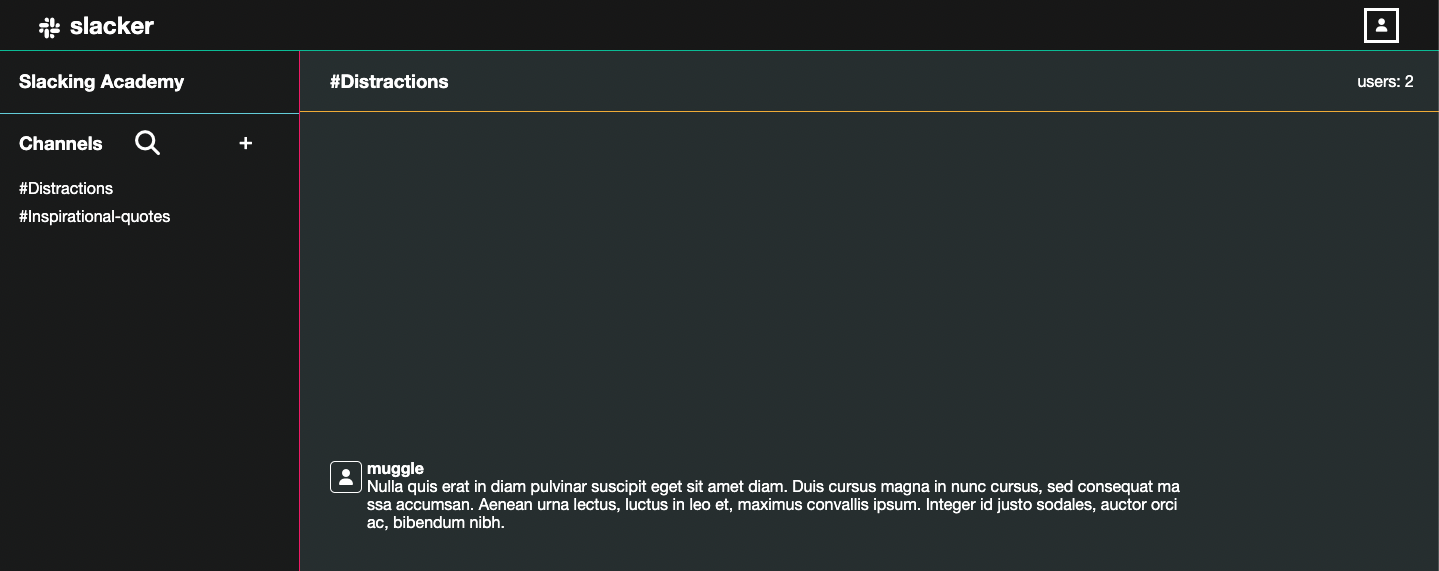 slacker
Slacking Academy
#Distractions
users: 2
Channels
+
#Distractions
#Inspirational-quotes
muggle
Nulla quis erat in diam pulvinar suscipit eget sit amet diam. Duis cursus magna in nunc cursus, sed consequat ma
ssa accumsan. Aenean urna lectus, luctus in leo et, maximus convallis ipsum. Integer id justo sodales, auctor orci
ac, bibendum nibh.